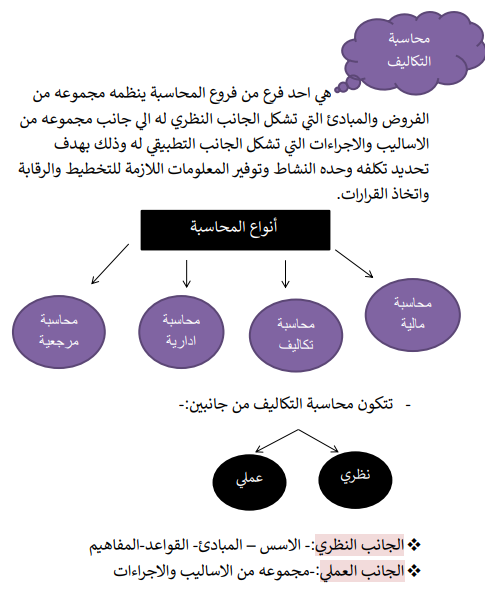 محاسبة
التكاليف
هي احد فرع من فروع المحاسبة ينظمه مجموعه من
الفروض والمبادئ التي تشكل الجانب النظري له الي جانب مجموعه من
الاساليب والاجراءات التي تشكل الجانب التطبيقي له وذلك بهدف
تحديد تكلفه وحده النشاط وتوفير المعلومات اللازمة للتخطيط والرقابة
واتخاذ القرارات.
أنواع المحاسبة
محاسبة
مالية
محاسبة
تكاليف
محاسبة
ادارية
محاسبة
مرجعية
- تتكون محاسبة التكاليف من جانبين:-
نظري
عملي
❖ الجانب النظري:- الاسس – المبادئ- القواعد-المفاهيم
❖ الجانب العملي:-مجموعه من الاساليب والاجراءات